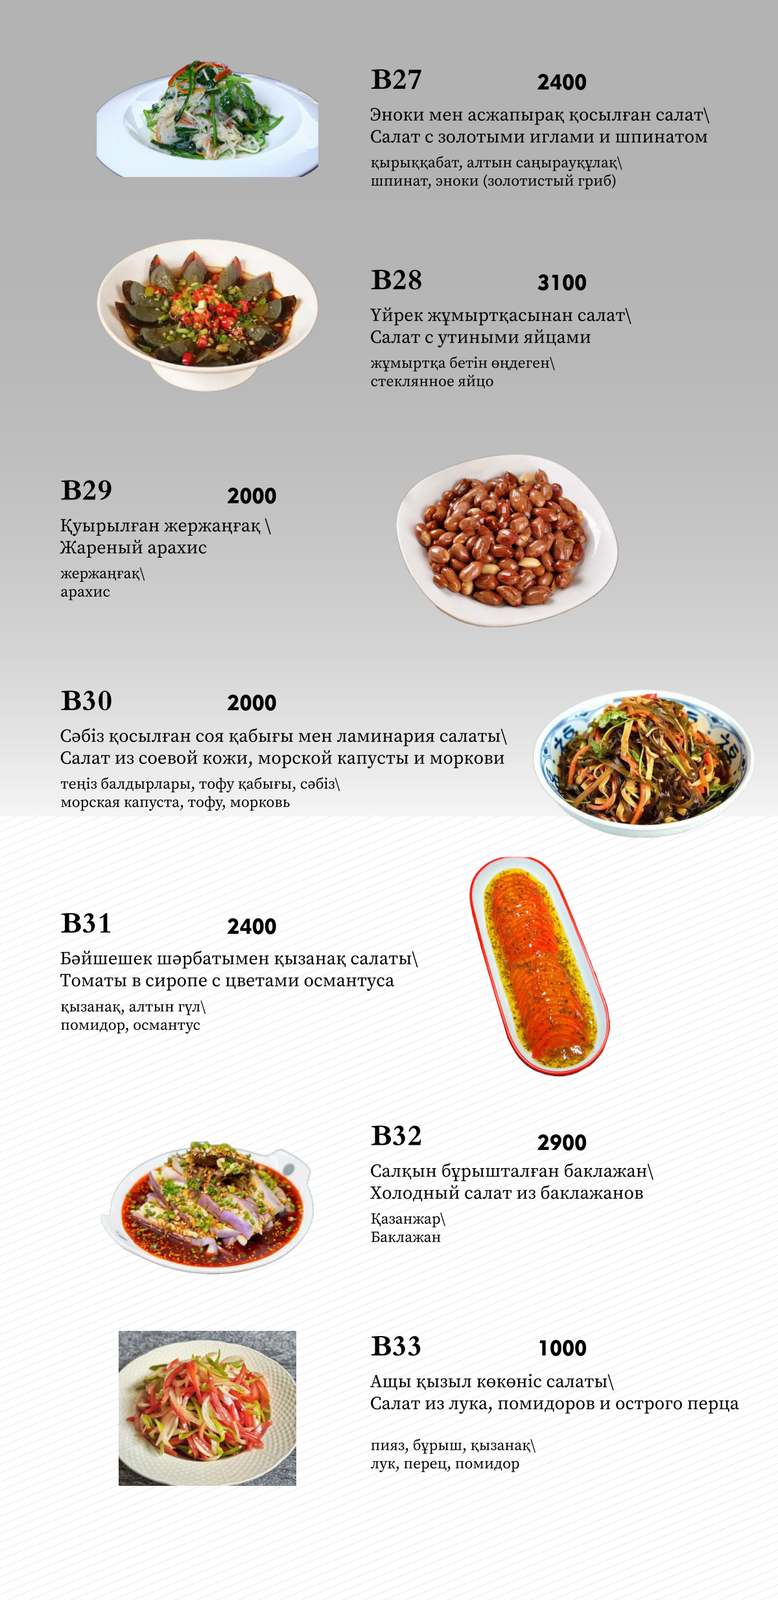 B27 2400
Эноки мен асжапырақ қосылған салат\
Салат с золотыми иглами и шпинатом
қырыққабат, алтын саңырауқұлақ\
шпинат, эноки (золотистый гриб)
B28 3100
Үйрек жұмыртқасынан салат\
Салат с утиными яйцами
жұмыртқа бетін өңдеген\
стеклянное яйцо
B29 2000
Қуырылған жержаңғақ \
Жареный арахис
жержаңғақ\
арахис
B30 2000
Сәбіз қосылған соя қабығы мен ламинария салаты\
Салат из соевой кожи, морской капусты и моркови
теңіз балдырлары, тофу қабығы, сәбіз\
морская капуста, тофу, морковь
B31 2400
Бәйшешек шәрбатымен қызанақ салаты\
Томаты в сиропе с цветами османтуса
қызанақ, алтын гүл\
помидор, османтус
B32 2900
Салқын бұрышталған баклажан\
Холодный салат из баклажанов
Қазанжар\
Баклажан
B33 1000
Ащы қызыл көкөніс салаты\
Салат из лука, помидоров и острого перца
пияз, бұрыш, қызанақ\
лук, перец, помидор